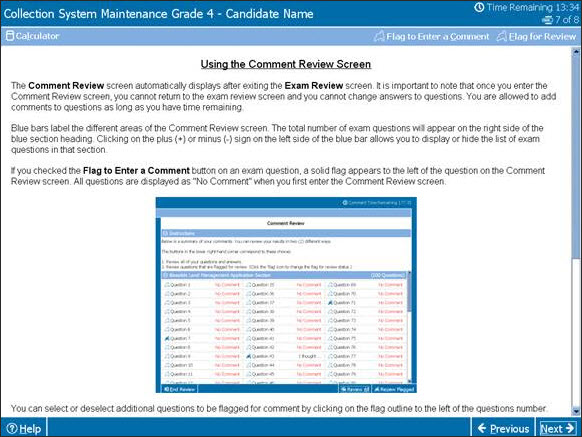 Collection System Maintenance Grade 4 - Candidate Name
Time Remaining 13:34
7 of 8
Calculator
Flag to Enter a Comment
Flag for Review
Using the Comment Review Screen
The Comment Review screen automatically displays after exiting the Exam Review screen. It is important to note that once you enter the
Comment Review screen, you cannot return to the exam review screen and you cannot change answers to questions. You are allowed to add
comments to questions as long as you have time remaining.
Blue bars label the different areas of the Comment Review screen. The total number of exam questions will appear on the right side of the
blue section heading. Clicking on the plus (+) or minus (-) sign on the left side of the blue bar allows you to display or hide the list of exam
questions in that section.
If you checked the Flag to Enter a Comment button on an exam question, a solid flag appears to the left of the question on the Comment
Review screen. All questions are displayed as "No Comment" when you first enter the Comment Review screen.
Comment Time Remaining
Comment Review
Instructions
Below is a summary of your comments. You can review your results in two (2) different ways.
The buttons in the lower right-hand corner correspond to these choices:
1. Review all of your questions and answers.
2. Review questions that are flagged for review. (Click the 'flag' icon to change the flag for review status.)
Management Application Section (100 Questions)
Question 1 No Comment Question 35 No Comment Question 69 No Comment
Question 2 No Comment Question 36 No Comment Question 70 No Comment
Question 3 No Comment Question 37 No Comment Question 71 No Comment
Question 4 No Comment Question 38 No Comment Question 72 No Comment
Question 5 No Comment Question 39 No Comment Question 73 No Comment
Question 6 No Comment Question 40 No Comment Question 74 No Comment
Question 7 No Comment Question 41 No Comment Question 75 No Comment
Question 8 No Comment Question 42 No Comment Question 76 No Comment
Question 9 No Comment Question 43 I thought... Question 77 No Comment
Question 10 No Comment Question 44 No Comment Question 78 No Comment
Question 11 No Comment Question 45 No Comment Question 79 No Comment
End Review
Review All
Review Flagged
You can select or deselect additional questions to be flagged for comment by clicking on the flag outline to the left of the questions number.
Help
Previous
Next